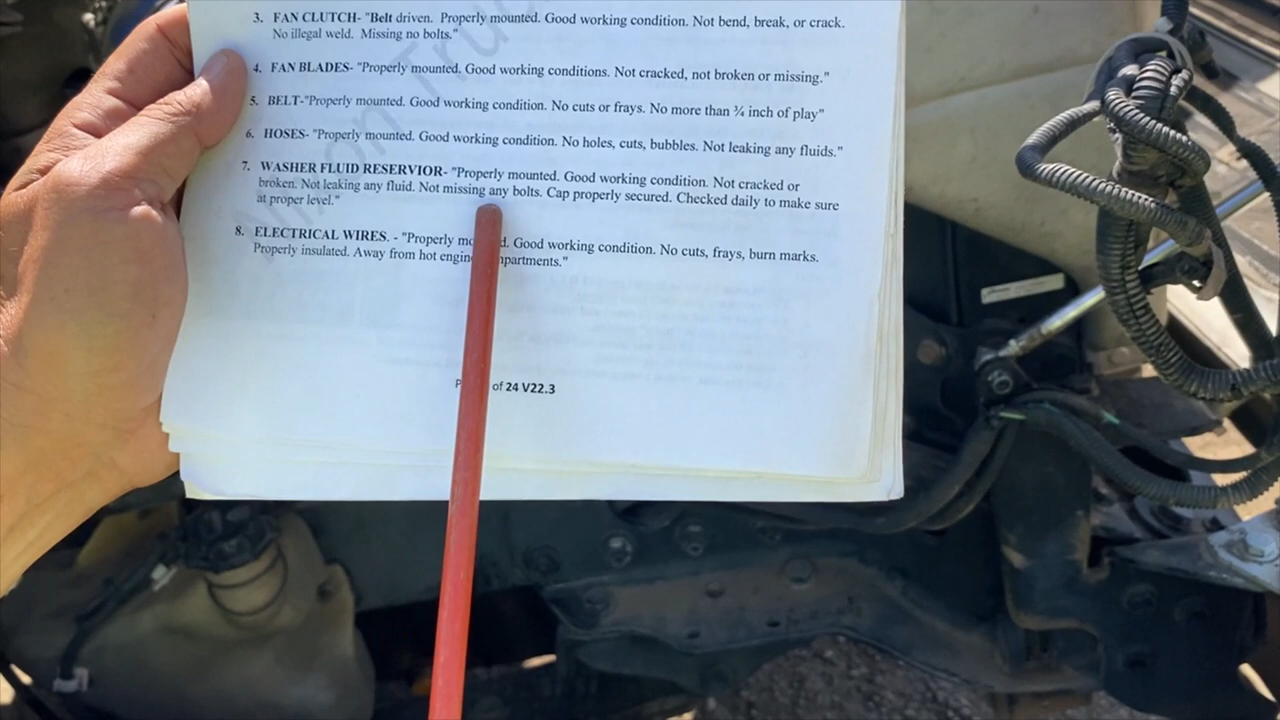 3. FAN CLUTCH- "Belt driven. Properly mounted. Good working condition. Not bend, break, or crack.
No illegal weld. Missing no bolts."
4. FAN BLADES- "Properly mounted. Good working conditions. Not cracked, not broken or missing."
5. BELT-"Properly mounted. Good working condition. No cuts or frays. No more than ¾ inch of play"
6. HOSES- "Properly mounted. Good working condition. No holes, cuts, bubbles. Not leaking any fluids."
7. WASHER FLUID RESERVIOR- "Properly mounted. Good working condition. Not cracked or
broken. Not leaking any fluid. Not missing any bolts. Cap properly secured. Checked daily to make sure
at proper level."
8. ELECTRICAL WIRES. - "Properly mo d. Good working condition. No cuts, frays, burn marks.
Properly insulated. Away from hot engin partments."
P of 24 V22.3